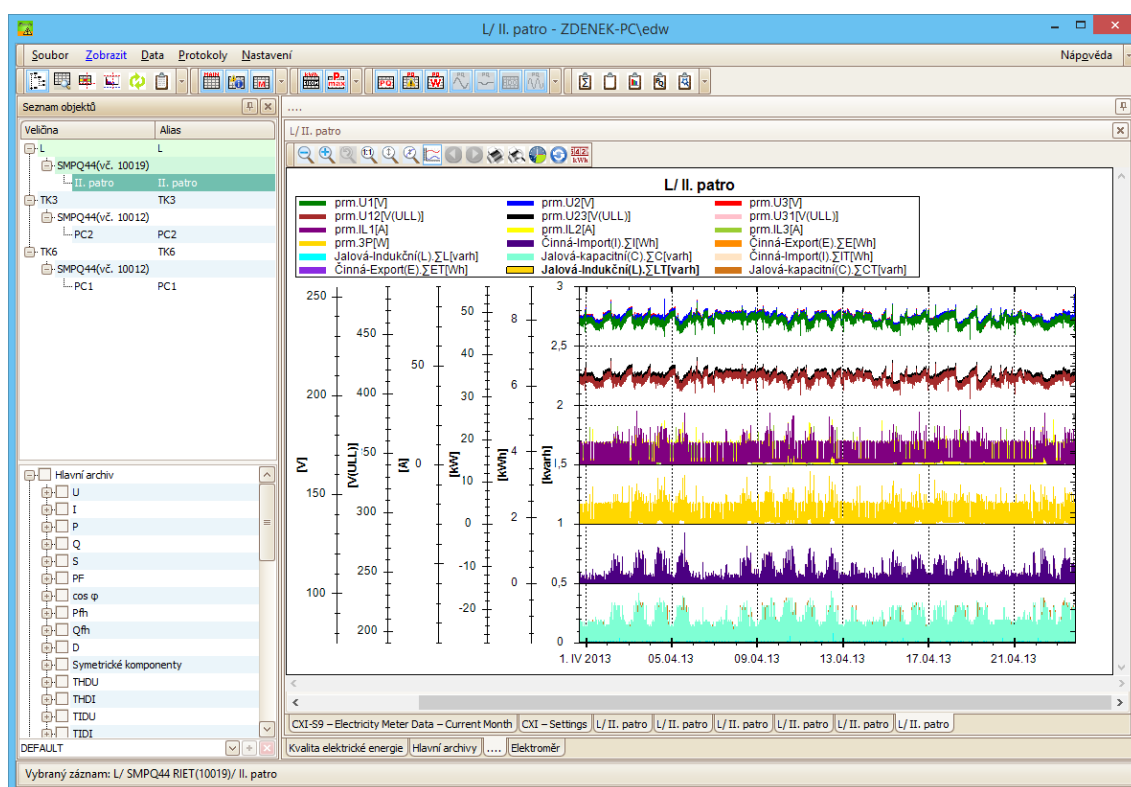 L/ II. patro - ZDENEK-PC\edw
Soubor Zobrazit Data Protokoly Nastavení Nápověda
Seznam objektů
Veličina Alias
L L
SMPQ44(vč. 10019)
II. patro II. patro
TK3 TK3
SMPQ44(vč. 10012)
PC2 PC2
TK6 TK6
SMPQ44(vč. 10012)
PC1 PC1
Hlavní archiv
U
I
P
Q
S
PF
cos φ
Pfh
Qfh
D
Symetrické komponenty
THDU
THDI
TIDU
TIDI
DEFAULT
....
L/ II. patro
L/ II. patro
prm.U1[V] prm.U2[V] prm.U3[V]
prm.U12[V(ULL)] prm.U23[V(ULL)] prm.U31[V(ULL)]
prm.IL1[A] prm.IL2[A] prm.IL3[A]
prm.3P[W] Činná-Import(I).∑I[Wh] Činná-Export(E).∑E[Wh]
Jalová-Indukční(L).∑L[varh] Jalová-kapacitní(C).∑C[varh] Činná-Import(I).∑IT[Wh]
Činná-Export(E).∑ET[Wh] Jalová-Indukční(L).∑LT[varh] Jalová-kapacitní(C).∑CT[varh]
[V]
250
200
150
100
[V(ULL)]
450
400
350
300
250
200
[A]
50
0
[kW]
50
40
30
20
10
0
-10
-20
[kWh]
8
6
4
2
0
[kvarh]
3
2,5
2
1,5
1
0,5
0
1. IV 2013 05.04.13 09.04.13 13.04.13 17.04.13 21.04.13
CXI-S9 – Electricity Meter Data – Current Month CXI – Settings L/ II. patro L/ II. patro L/ II. patro L/ II. patro L/ II. patro L/ II. patro
Kvalita elektrické energie Hlavní archivy .... Elektroměr
Vybraný záznam: L/ SMPQ44 RIET(10019)/ II. patro